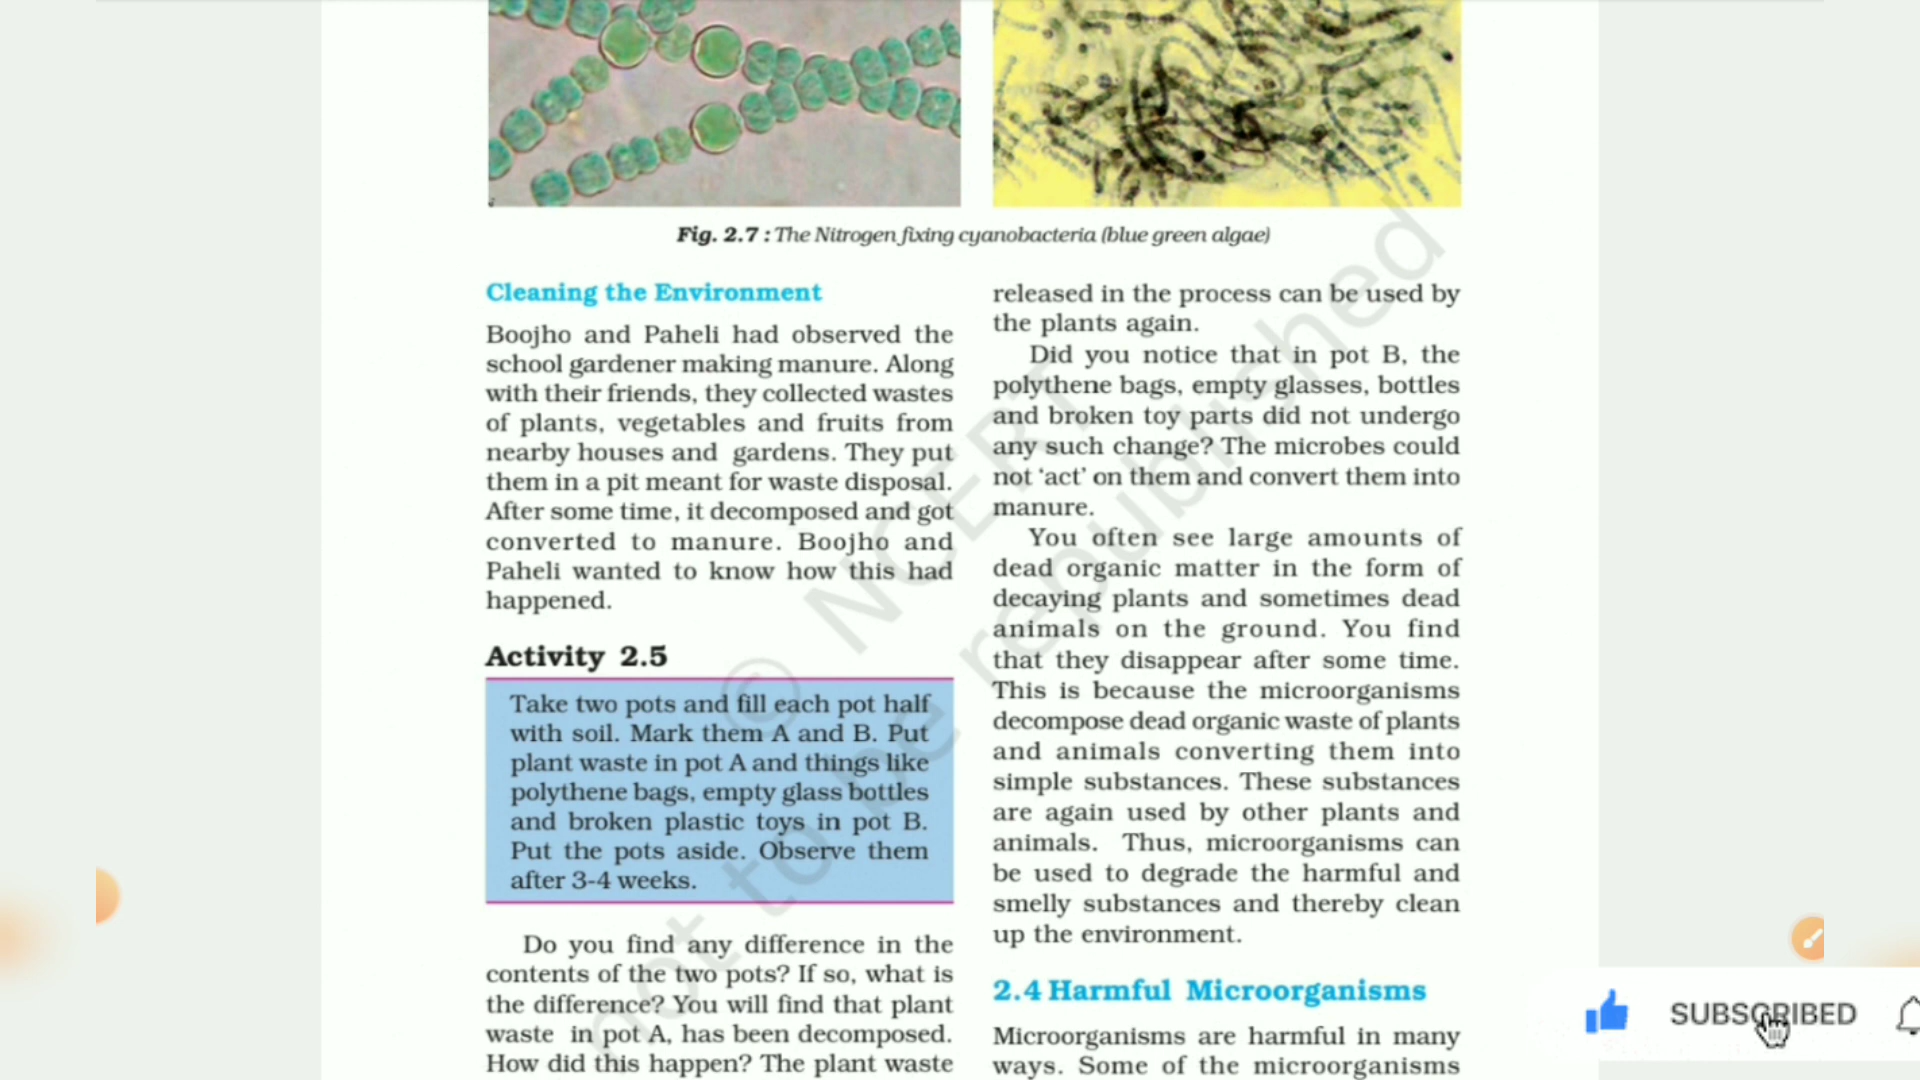 Fig. 2.7 : The Nitrogen fixing cyanobacteria (blue green algae)
Cleaning the Environment
Boojho and Paheli had observed the
school gardener making manure. Along
with their friends, they collected wastes
of plants, vegetables and fruits from
nearby houses and gardens. They put
them in a pit meant for waste disposal.
After some time, it decomposed and got
converted to manure. Boojho and
Paheli wanted to know how this had
happened.
Activity 2.5
Take two pots and fill each pot half
with soil. Mark them A and B. Put
plant waste in pot A and things like
polythene bags, empty glass bottles
and broken plastic toys in pot B.
Put the pots aside. Observe them
after 3-4 weeks.
Do you find any difference in the
contents of the two pots? If so, what is
the difference? You will find that plant
waste in pot A, has been decomposed.
How did this happen? The plant waste
released in the process can be used by
the plants again.
Did you notice that in pot B, the
polythene bags, empty glasses, bottles
and broken toy parts did not undergo
any such change? The microbes could
not ‘act’ on them and convert them into
manure.
You often see large amounts of
dead organic matter in the form of
decaying plants and sometimes dead
animals on the ground. You find
that they disappear after some time.
This is because the microorganisms
decompose dead organic waste of plants
and animals converting them into
simple substances. These substances
are again used by other plants and
animals. Thus, microorganisms can
be used to degrade the harmful and
smelly substances and thereby clean
up the environment.
2.4 Harmful Microorganisms
Microorganisms are harmful in many
ways. Some of the microorganisms
© NCERT
not to be republished
SUBSCRIBED